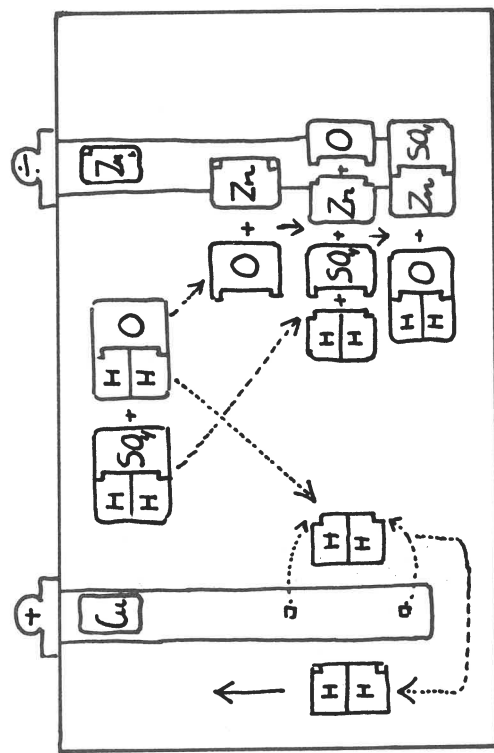 + ÷
Cu Zn
H SO₄ + H O
H H
O + Zn
H H H + SO₄ + Zn + O
H H H
H O + Zn SO₄
H